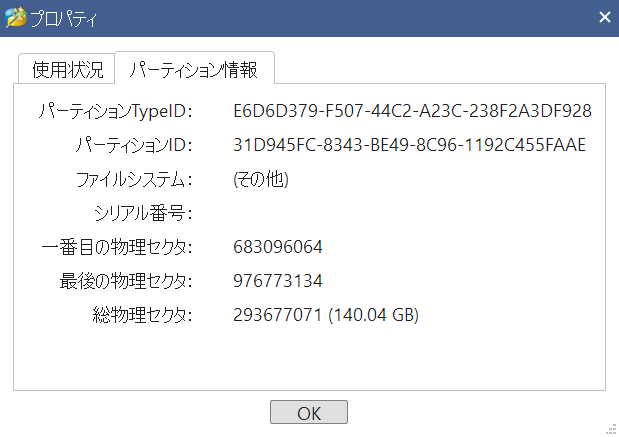 プロパティ
使用状況 パーティション情報
パーティションTypeID: E6D6D379-F507-44C2-A23C-238F2A3DF928
パーティションID: 31D945FC-8343-BE49-8C96-1192C455FAAE
ファイルシステム: (その他)
シリアル番号:
一番目の物理セクタ: 683096064
最後の物理セクタ: 976773134
総物理セクタ: 293677071 (140.04 GB)
OK